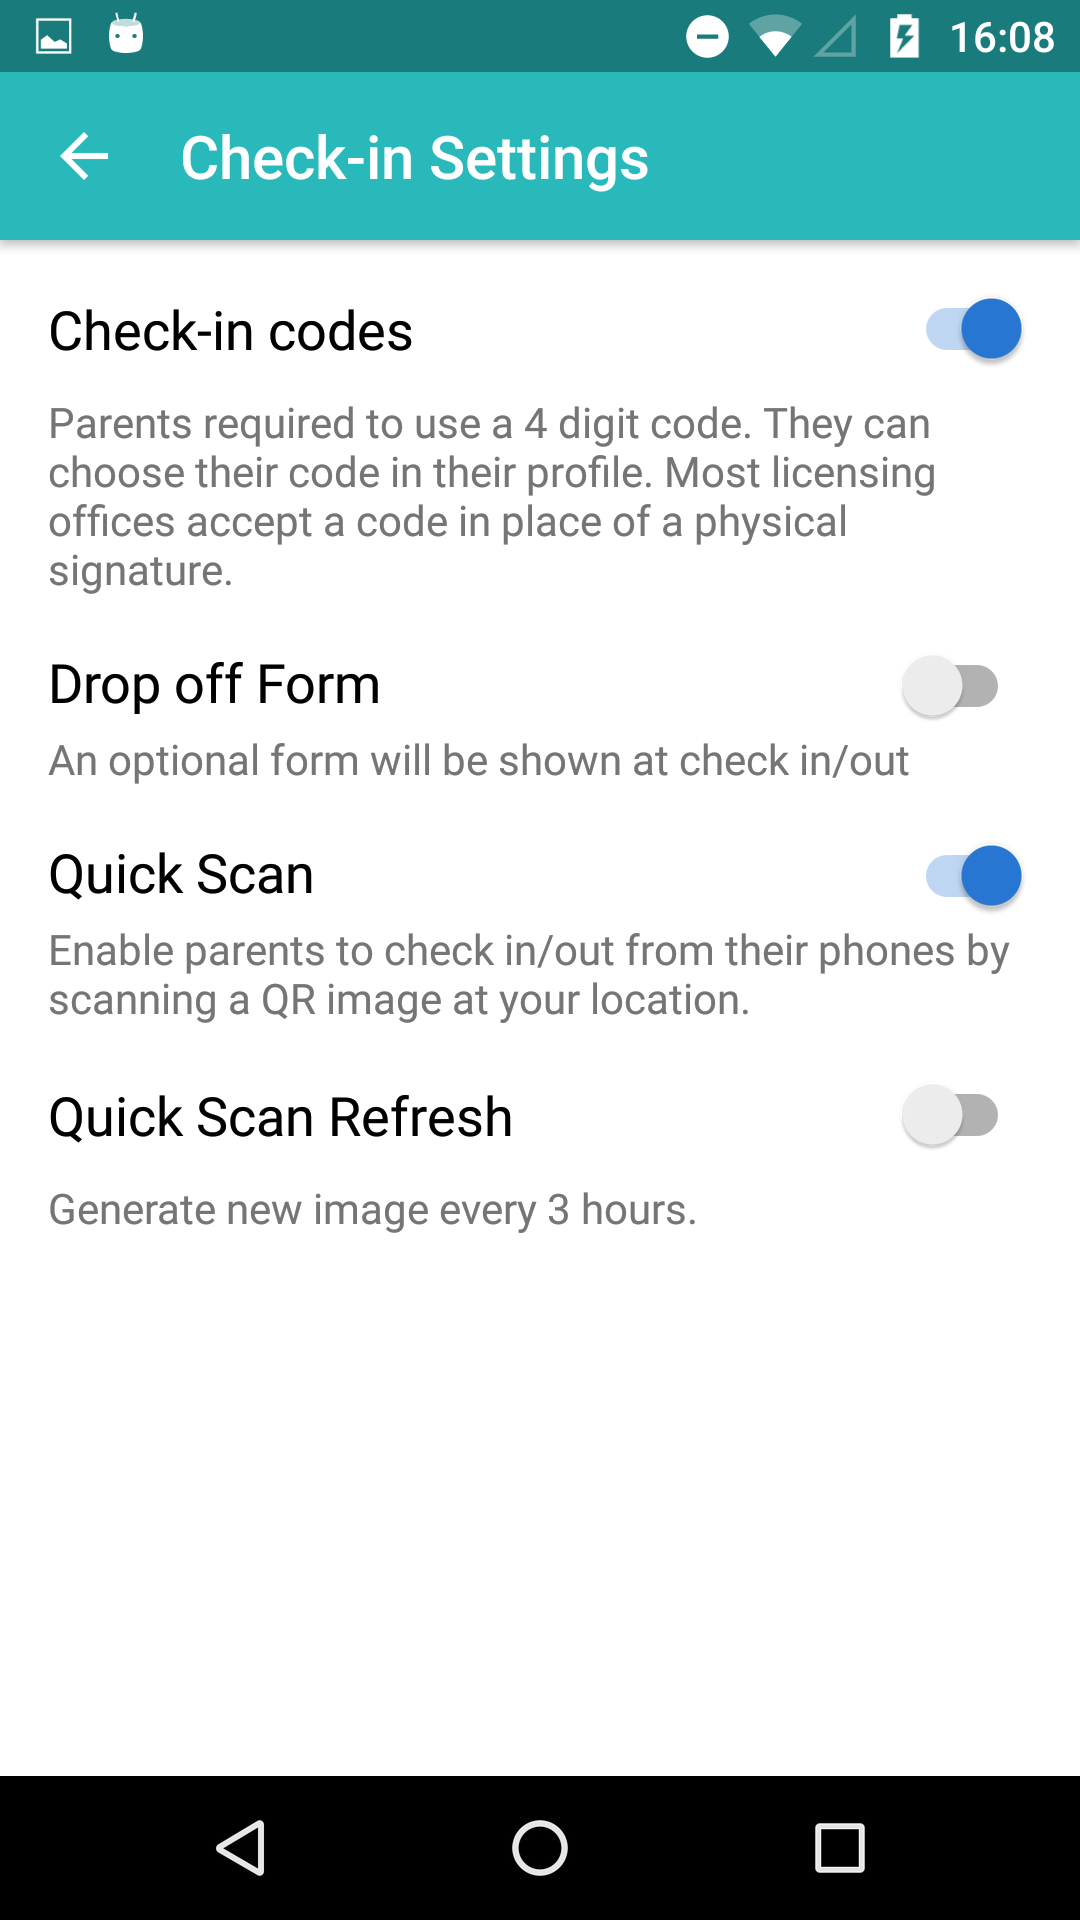 16:08
Check-in Settings
Check-in codes
Parents required to use a 4 digit code. They can
choose their code in their profile. Most licensing
offices accept a code in place of a physical
signature.
Drop off Form
An optional form will be shown at check in/out
Quick Scan
Enable parents to check in/out from their phones by
scanning a QR image at your location.
Quick Scan Refresh
Generate new image every 3 hours.